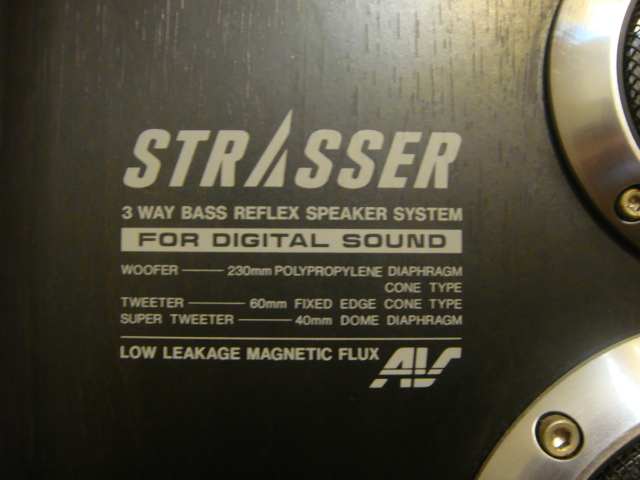 STRASSER
3 WAY BASS REFLEX SPEAKER SYSTEM
FOR DIGITAL SOUND
WOOFER 230mm POLYPROPYLENE DIAPHRAGM
CONE TYPE
TWEETER 60mm FIXED EDGE CONE TYPE
SUPER TWEETER 40mm DOME DIAPHRAGM
LOW LEAKAGE MAGNETIC FLUX AV